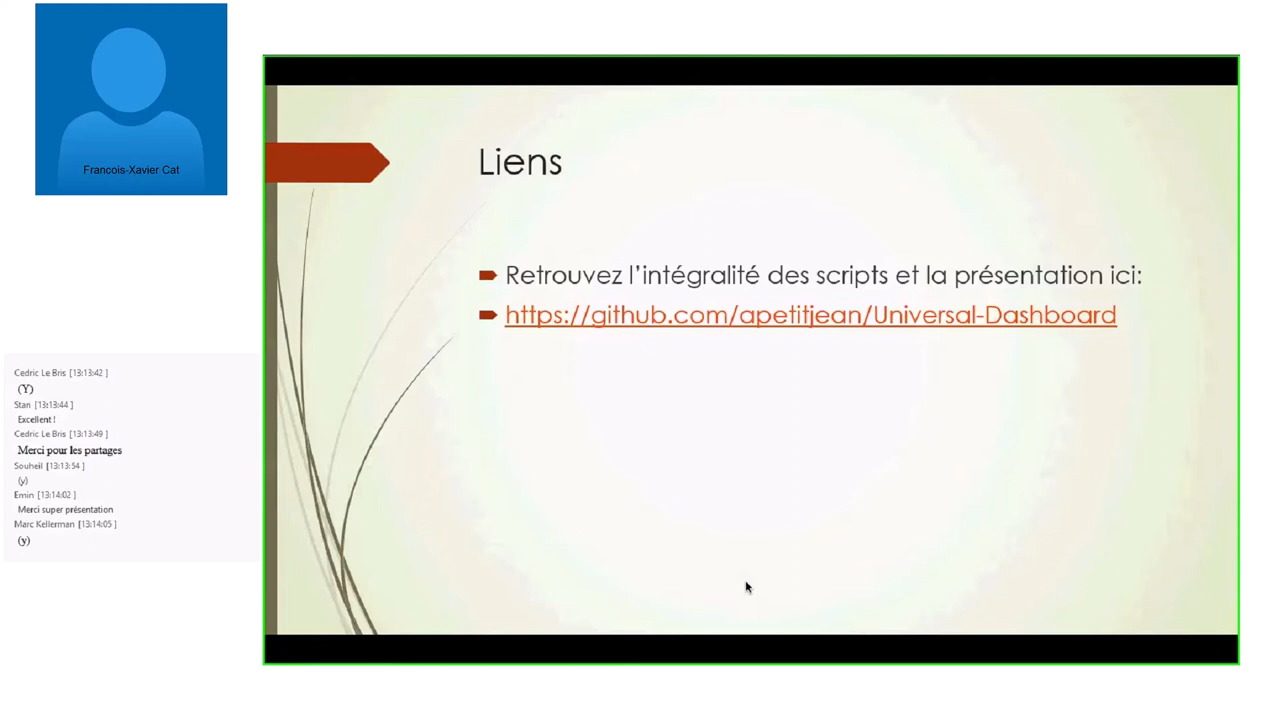 Francois-Xavier Cat
Liens
Retrouvez l'intégralité des scripts et la présentation ici:
https://github.com/apetitjean/Universal-Dashboard
Cedric Le Bris [13:13:42 ]
(Y)
Stan [13:13:44 ]
Excellent !
Cedric Le Bris [13:13:49 ]
Merci pour les partages
Souheil [13:13:54 ]
(y)
Emin [13:14:02 ]
Merci super présentation
Marc Kellerman [13:14:05 ]
(y)